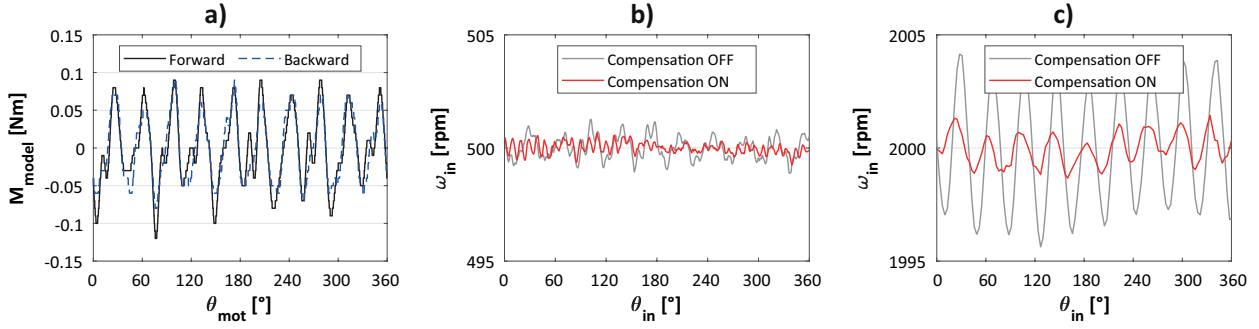 a)
M_model [Nm]
0.15
0.1
0.05
0
-0.05
-0.1
-0.15
Forward
Backward
0 60 120 180 240 300 360
θ_mot [°]
b)
ω_in [rpm]
505
500
495
Compensation OFF
Compensation ON
0 60 120 180 240 300 360
θ_in [°]
c)
ω_in [rpm]
2005
2000
1995
Compensation OFF
Compensation ON
0 60 120 180 240 300 360
θ_in [°]